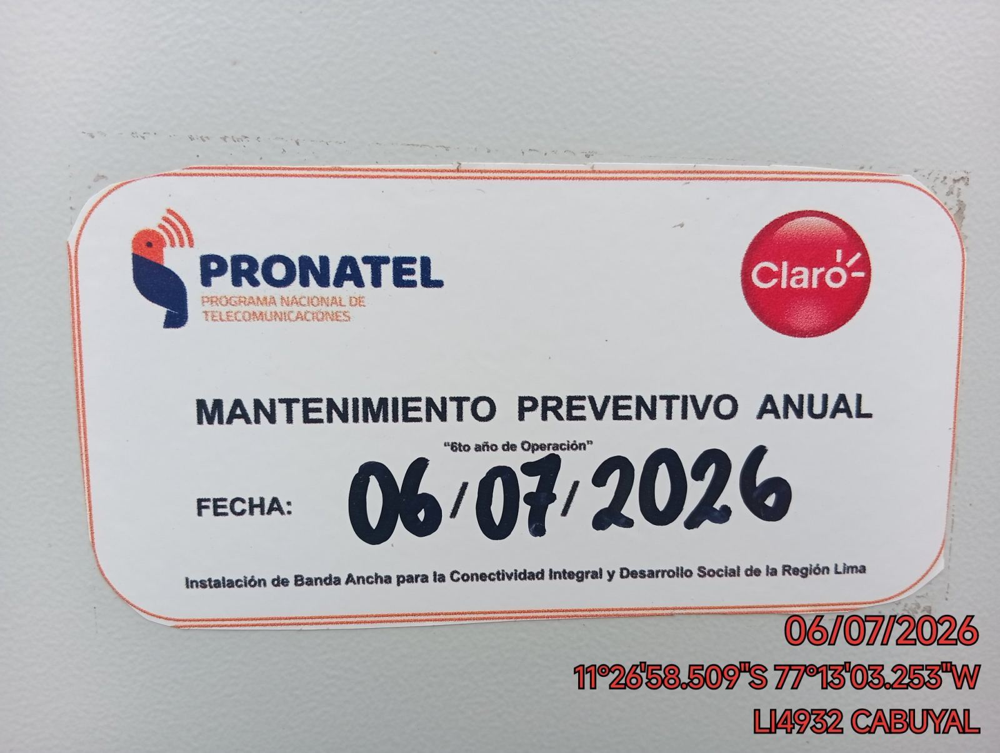 PRONATEL
PROGRAMA NACIONAL DE
TELECOMUNICACIONES
Claro
MANTENIMIENTO PREVENTIVO ANUAL
"6to año de Operación"
FECHA: 06/07/2026
Instalación de Banda Ancha para la Conectividad Integral y Desarrollo Social de la Región Lima
06/07/2026
11°26'58.509"S 77°13'03.253"W
LI4932 CABUYAL